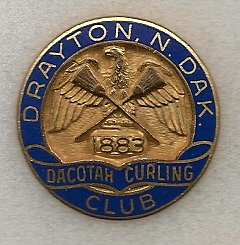 DRAYTON, N. DAK.
1883
DACOTAH CURLING
CLUB